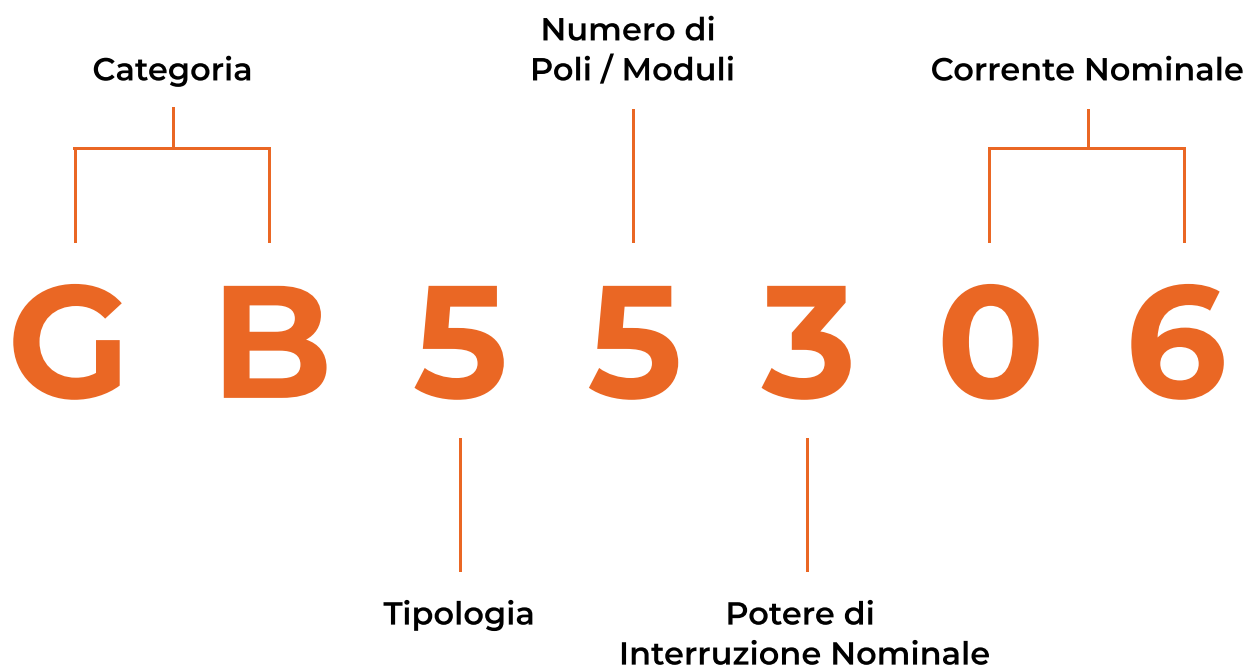 Categoria
Numero di
Poli / Moduli
Corrente Nominale
G B 5 5 3 0 6
Tipologia
Potere di
Interruzione Nominale